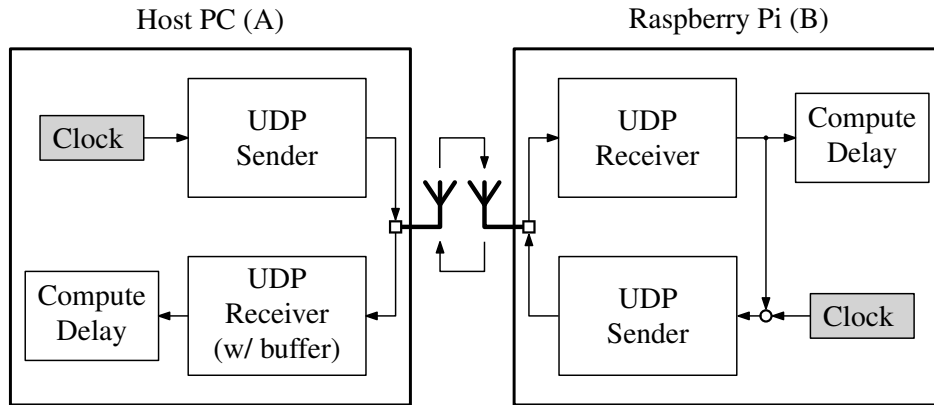 Host PC (A)
Clock
UDP
Sender
Compute
Delay
UDP
Receiver
(w/ buffer)
Raspberry Pi (B)
UDP
Receiver
Compute
Delay
UDP
Sender
Clock